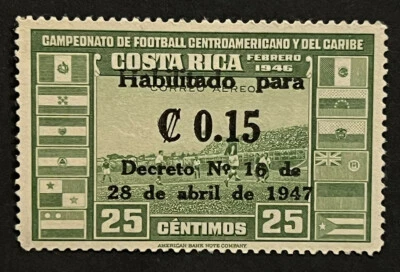 CAMPEONATO DE FOOTBALL CENTROAMERICANO Y DEL CARIBE
COSTA RICA FEBRERO 1946
Habilitado para
CORREO AEREO
₡ 0.15
Decreto Nº 16 de
28 de abril de 1947
25 CÉNTIMOS 25
AMERICAN BANK NOTE COMPANY